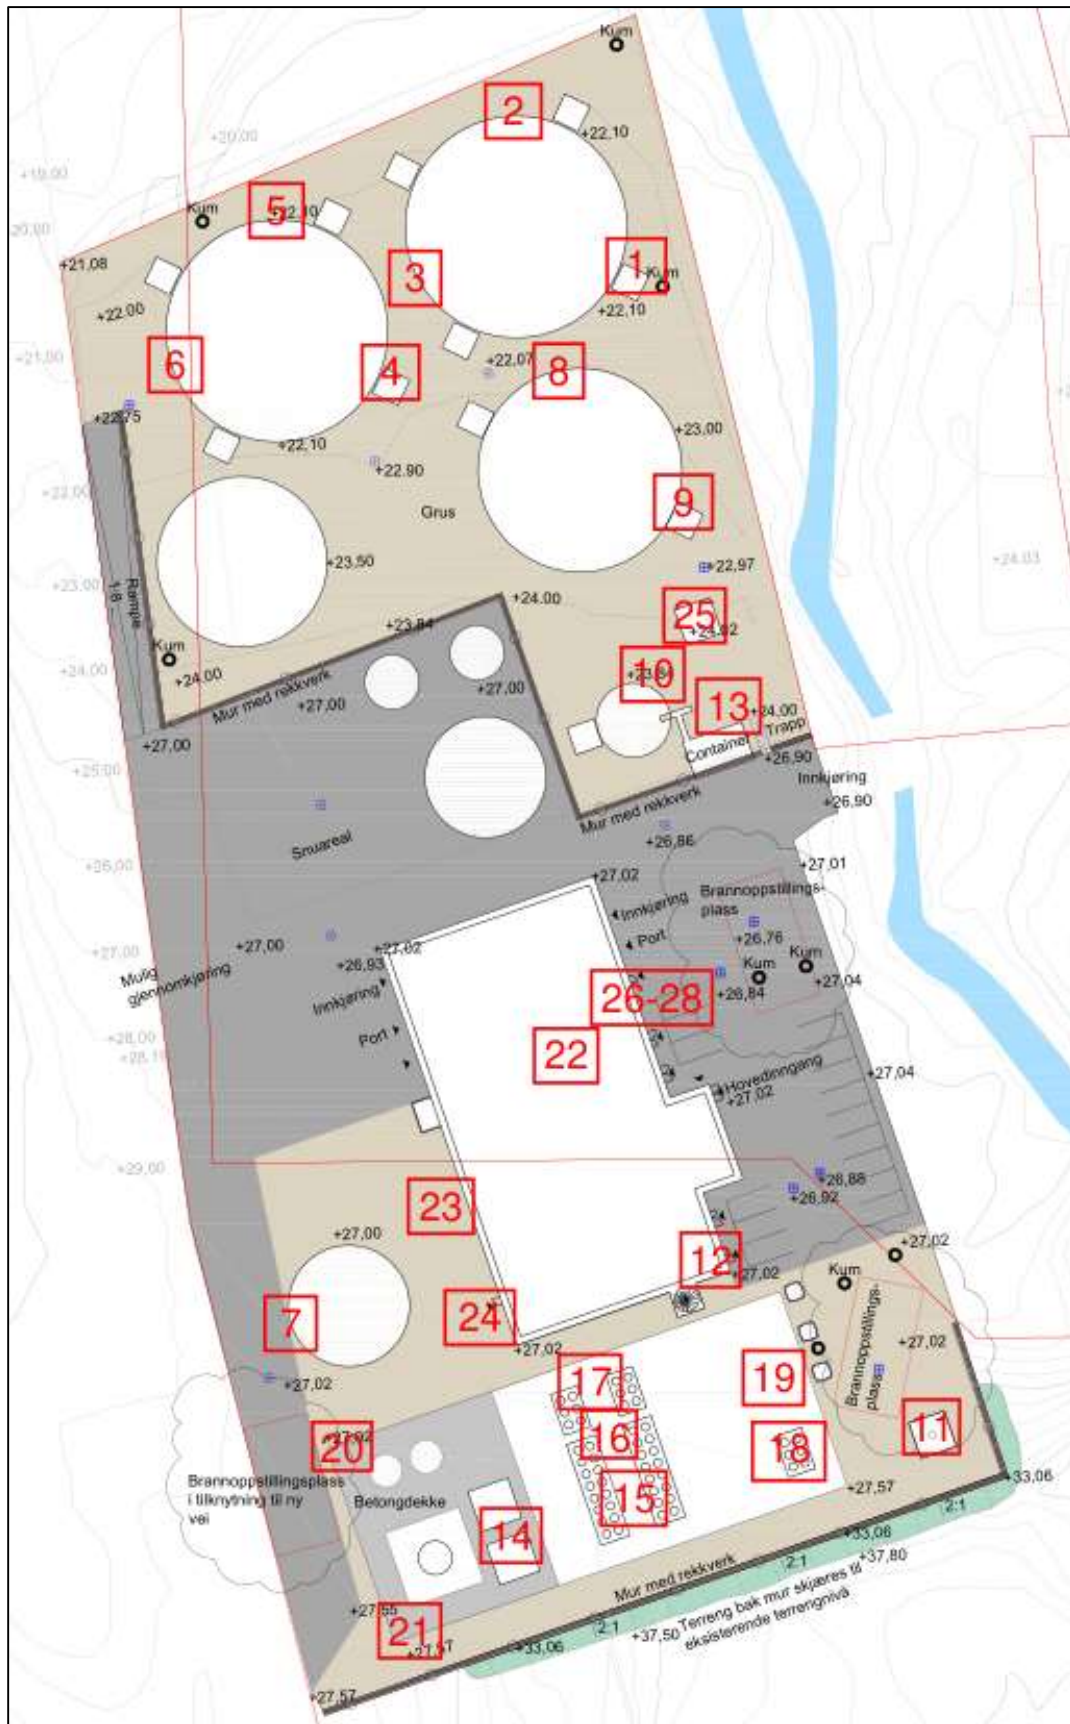 Kum
2
+22,10
+20,00
+19,00
5
+22,10
Kum
+20,00
+21,08
3
1
Kum
+22,00
+22,10
+21,00
6
4
+22,07
8
+22,75
+22,10
+23,00
+22,90
+22,00
9
Grus
+24.03
+23,50
+22,97
+23,00
Rampe
1:8
+24.00
25
+23.84
Kum
+24,00
10
+24.00
+27,00
13
+24.00
Mur med rekkverk
+27,00
Trapp
Container
+27,00
+26,90
+25,00
Innkjøring
+26,90
Mur med rekkverk
Snuareal
+26,86
+26,00
+27,01
+27,02
Brannoppstillings-
plass
Innkjøring
Port
+27,00
+27,00
+27,02
+26,93
+26,76
Mulig
gjennomkjøring
Kum
Kum
+27,04
+26,84
Innkjøring
26-28
Port
+28,00
22
Hovedinngang
+27,04
+27,02
+29,00
+26,88
+26,92
23
+27,00
+27,02
12
+27,02
Kum
7
24
+27,02
+27,02
Brannoppstillings-
plass
+27,02
17
19
11
20
16
18
Brannoppstillingsplass
i tilknytning til ny
vei
Betongdekke
15
+27,57
+33,06
14
2:1
+33,06
+37,80
2:1
Mur med rekkverk
Terreng bak mur skjæres til
eksisterende terrengnivå
21
+27,57
2:1
+37,50
+33,06
+27,57